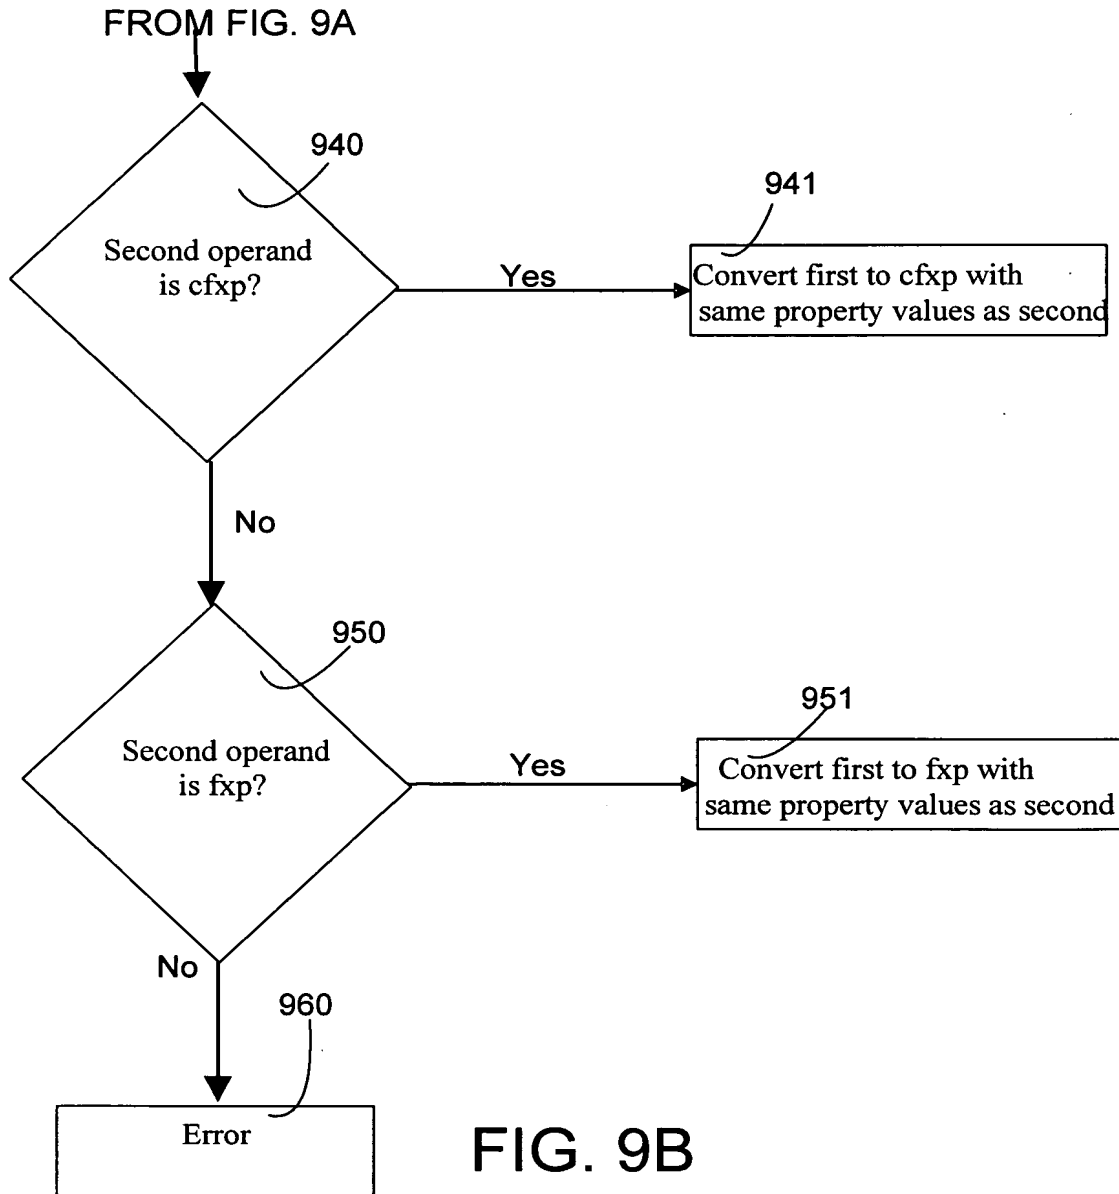 FROM FIG. 9A
940
Second operand
is cfxp?
Yes
941
Convert first to cfxp with
same property values as second
No
950
Second operand
is fxp?
Yes
951
Convert first to fxp with
same property values as second
No
960
Error
FIG. 9B